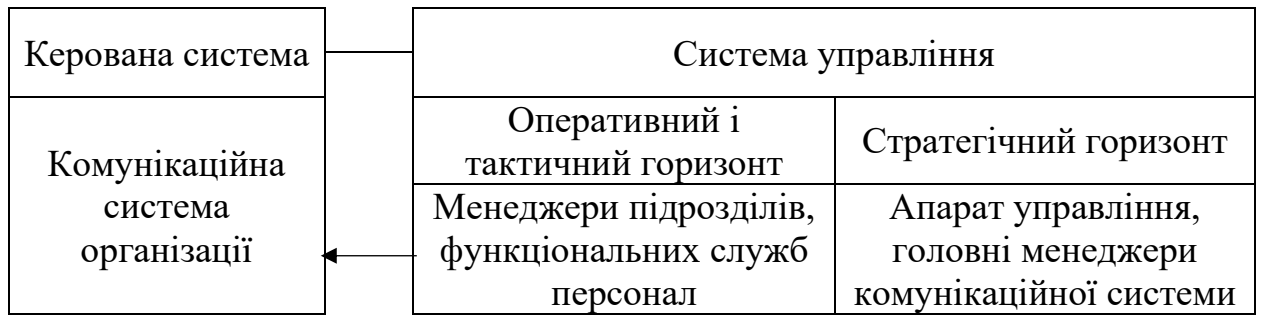 Керована система
Система управління
Комунікаційна
система
організації
Оперативний і
тактичний горизонт
Стратегічний горизонт
Менеджери підрозділів,
функціональних служб
персонал
Апарат управління,
головні менеджери
комунікаційної системи